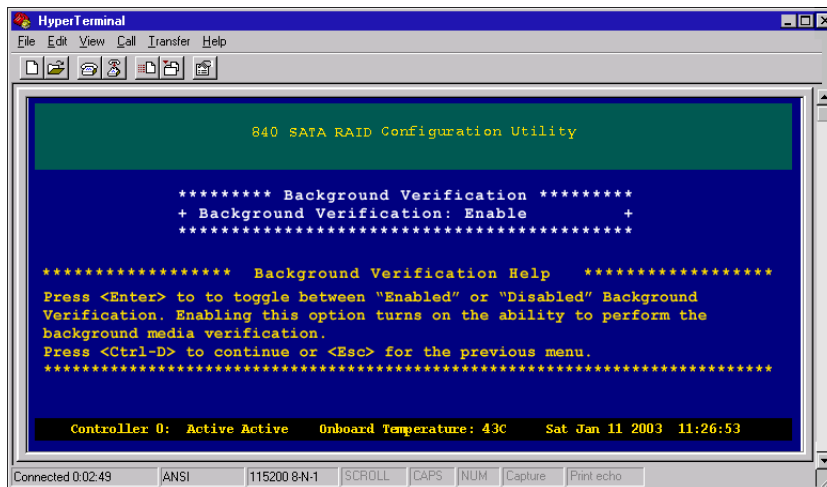 HyperTerminal
File Edit View Call Transfer Help
840 SATA RAID Configuration Utility
********* Background Verification *********
+ Background Verification: Enable +
*******************************************
****************** Background Verification Help ******************
Press <Enter> to to toggle between “Enabled” or “Disabled” Background
Verification. Enabling this option turns on the ability to perform the
background media verification.
Press <Ctrl-D> to continue or <Esc> for the previous menu.
*********************************************************************
Controller 0: Active Active Onboard Temperature: 43C Sat Jan 11 2003 11:26:53
Connected 0:02:49 ANSI 115200 8-N-1 SCROLL CAPS NUM Capture Print echo